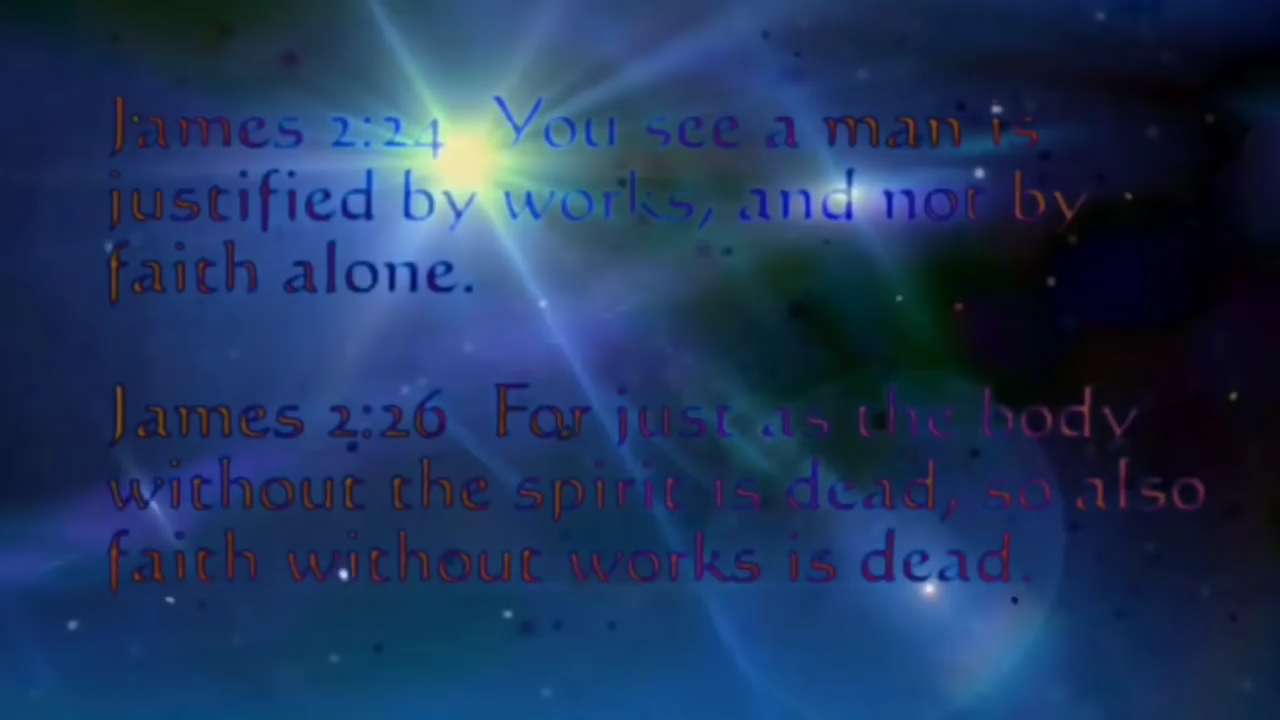 James 2:24 You see a man is
justified by works, and not by
faith alone.
James 2:26 For just as the body
without the spirit is dead, so also
faith without works is dead.